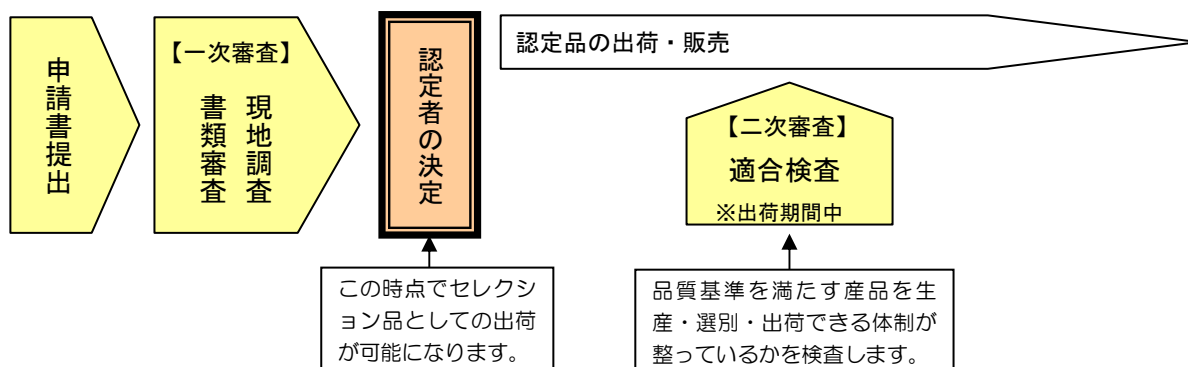 申請書提出
【一次審査】
現地調査
書類審査
認定者の決定
認定品の出荷・販売
【二次審査】
適合検査
※出荷期間中
この時点でセレクシ
ョン品としての出荷
が可能になります。
品質基準を満たす産品を生
産・選別・出荷できる体制が
整っているかを検査します。